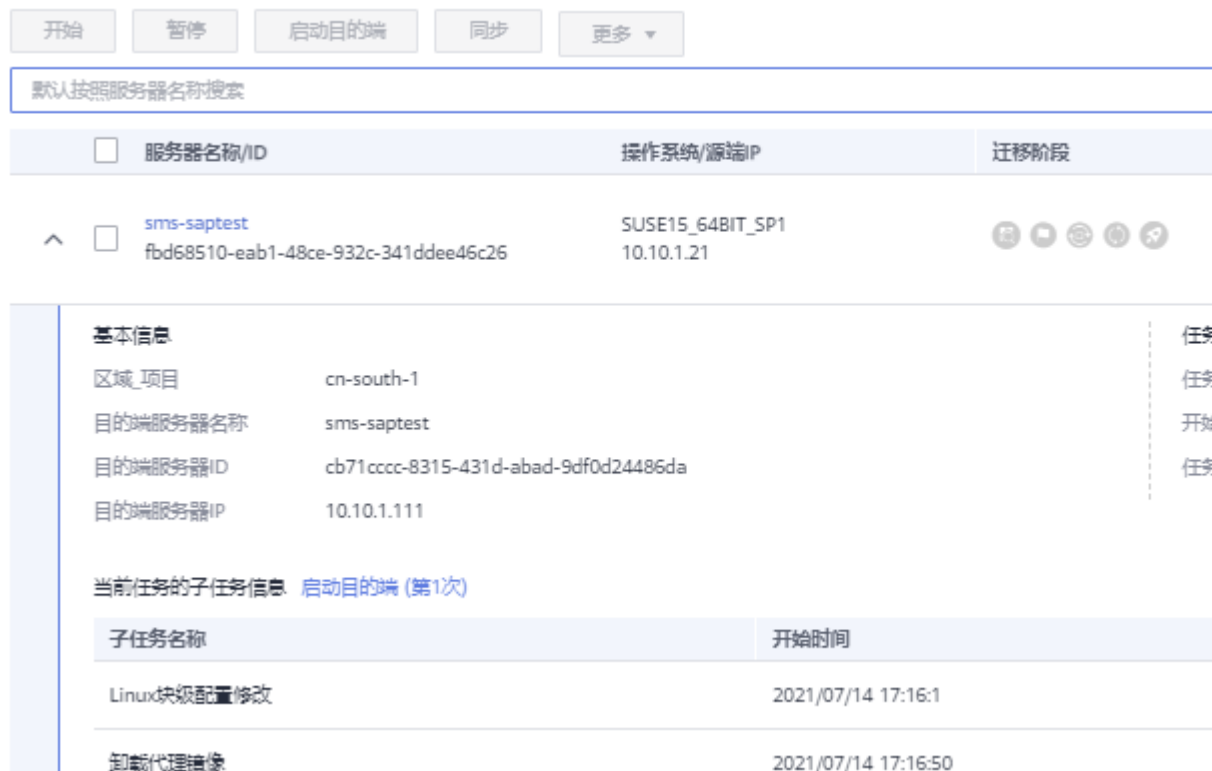 开始 暂停 启动目的端 同步 更多
默认按照服务器名称搜索
服务器名称/ID 操作系统/源端IP 迁移阶段
sms-saptest SUSE15_64BIT_SP1
fbd68510-eab1-48ce-932c-341ddee46c26 10.10.1.21
基本信息 任务
区域_项目 cn-south-1 任务
目的端服务器名称 sms-saptest 开始
目的端服务器ID cb71cccc-8315-431d-abad-9df0d24486da 任务
目的端服务器IP 10.10.1.111
当前任务的子任务信息 启动目的端 (第1次)
子任务名称 开始时间
Linux块级配置修改 2021/07/14 17:16:1
卸载代理镜像 2021/07/14 17:16:50